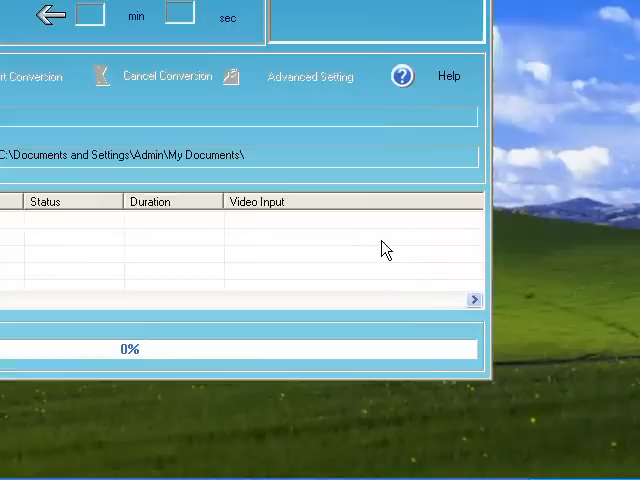 min sec
rt Conversion Cancel Conversion Advanced Setting Help
C:\Documents and Settings\Admin\My Documents\
Status Duration Video Input
0%